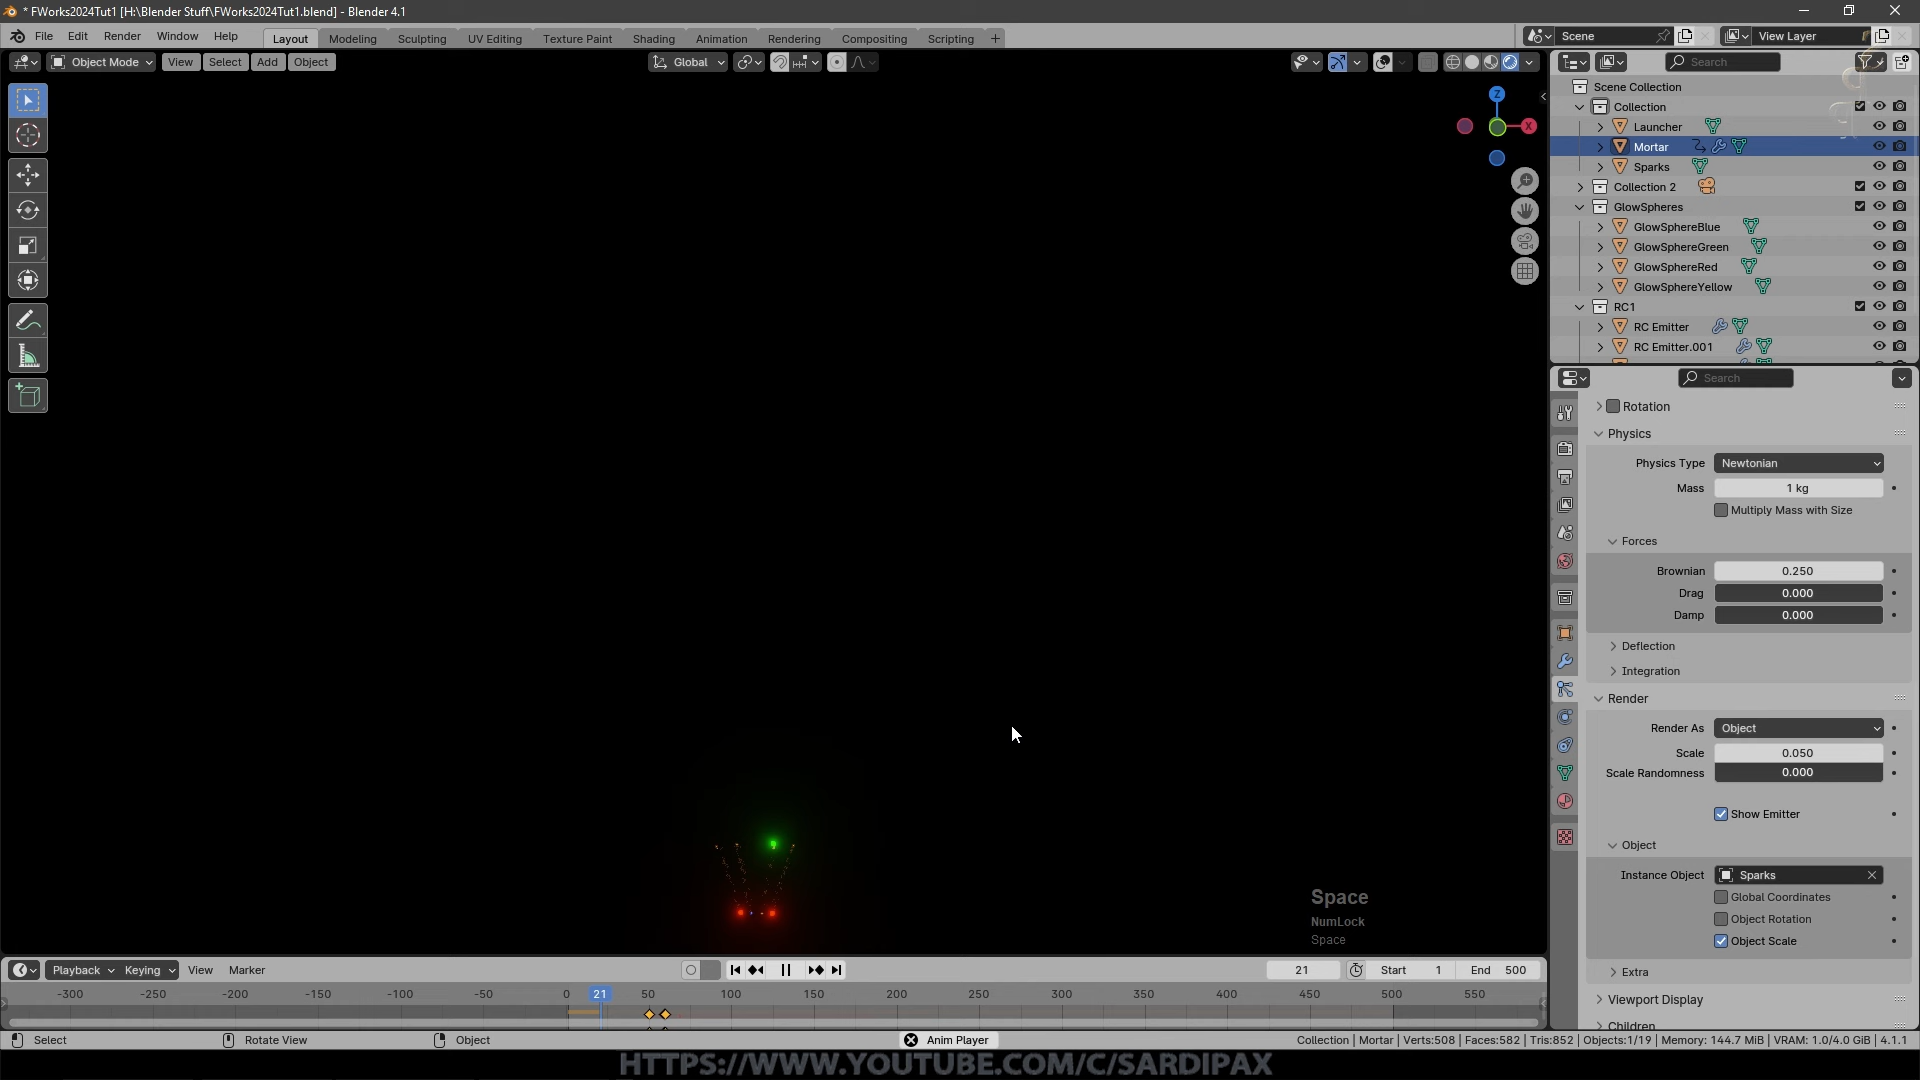 * FWorks2024Tut1 [H:\Blender Stuff\FWorks2024Tut1.blend] - Blender 4.1
File Edit Render Window Help Layout Modeling Sculpting UV Editing Texture Paint Shading Animation Rendering Compositing Scripting + Scene View Layer
Object Mode View Select Add Object Global Search
Scene Collection
Collection
Launcher
Mortar
Sparks
Collection 2
GlowSpheres
GlowSphereBlue
GlowSphereGreen
GlowSphereRed
GlowSphereYellow
RC1
RC Emitter
RC Emitter.001
Z
X
Search
Rotation
Physics
Physics Type Newtonian
Mass 1 kg
Multiply Mass with Size
Forces
Brownian 0.250
Drag 0.000
Damp 0.000
Deflection
Integration
Render
Render As Object
Scale 0.050
Scale Randomness 0.000
Show Emitter
Object
Instance Object Sparks
Global Coordinates
Object Rotation
Object Scale
Extra
Viewport Display
Children
Space
NumLock
Space
Playback Keying View Marker 21 Start 1 End 500
-300 -250 -200 -150 -100 -50 0 21 50 100 150 200 250 300 350 400 450 500 550
Select Rotate View Object Anim Player Collection | Mortar | Verts:508 | Faces:582 | Tris:852 | Objects:1/19 | Memory: 144.7 MiB | VRAM: 1.0/4.0 GiB | 4.1.1
HTTPS://WWW.YOUTUBE.COM/C/SARDIPAX